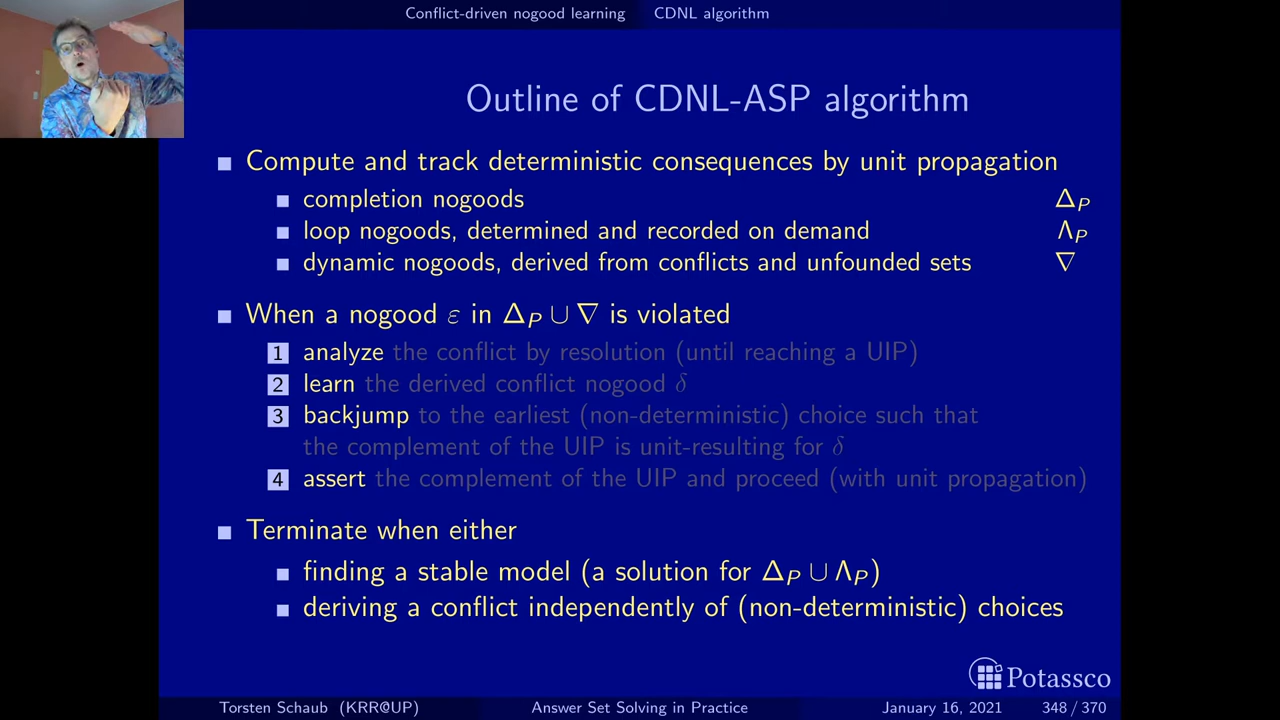 Conflict-driven nogood learning CDNL algorithm
Outline of CDNL-ASP algorithm
Compute and track deterministic consequences by unit propagation
completion nogoods Δ_P
loop nogoods, determined and recorded on demand Λ_P
dynamic nogoods, derived from conflicts and unfounded sets ∇
When a nogood ε in Δ_P ∪ ∇ is violated
1 analyze the conflict by resolution (until reaching a UIP)
2 learn the derived conflict nogood δ
3 backjump to the earliest (non-deterministic) choice such that
the complement of the UIP is unit-resulting for δ
4 assert the complement of the UIP and proceed (with unit propagation)
Terminate when either
finding a stable model (a solution for Δ_P ∪ Λ_P)
deriving a conflict independently of (non-deterministic) choices
Potassco
Torsten Schaub (KRR@UP) Answer Set Solving in Practice January 16, 2021 348 / 370